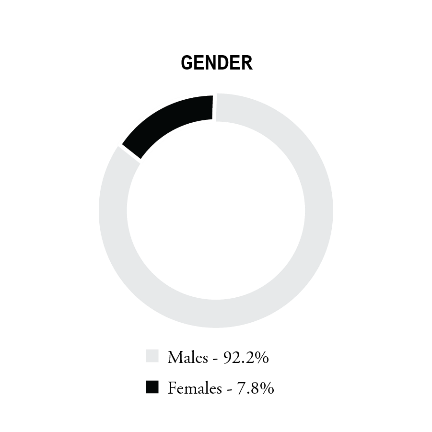 GENDER
Males - 92.2%
Females - 7.8%